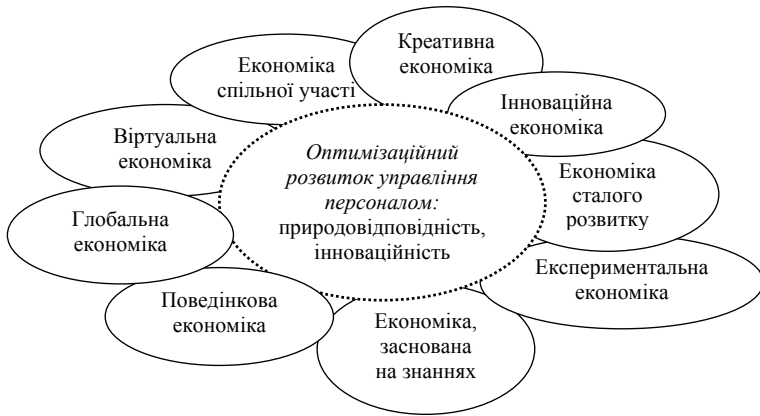 Креативна
економіка
Економіка
спільної участі
Інноваційна
економіка
Віртуальна
економіка
Оптимізаційний
розвиток управління
персоналом:
природовідповідність,
інноваційність
Економіка
сталого
розвитку
Глобальна
економіка
Експериментальна
економіка
Поведінкова
економіка
Економіка,
заснована
на знаннях